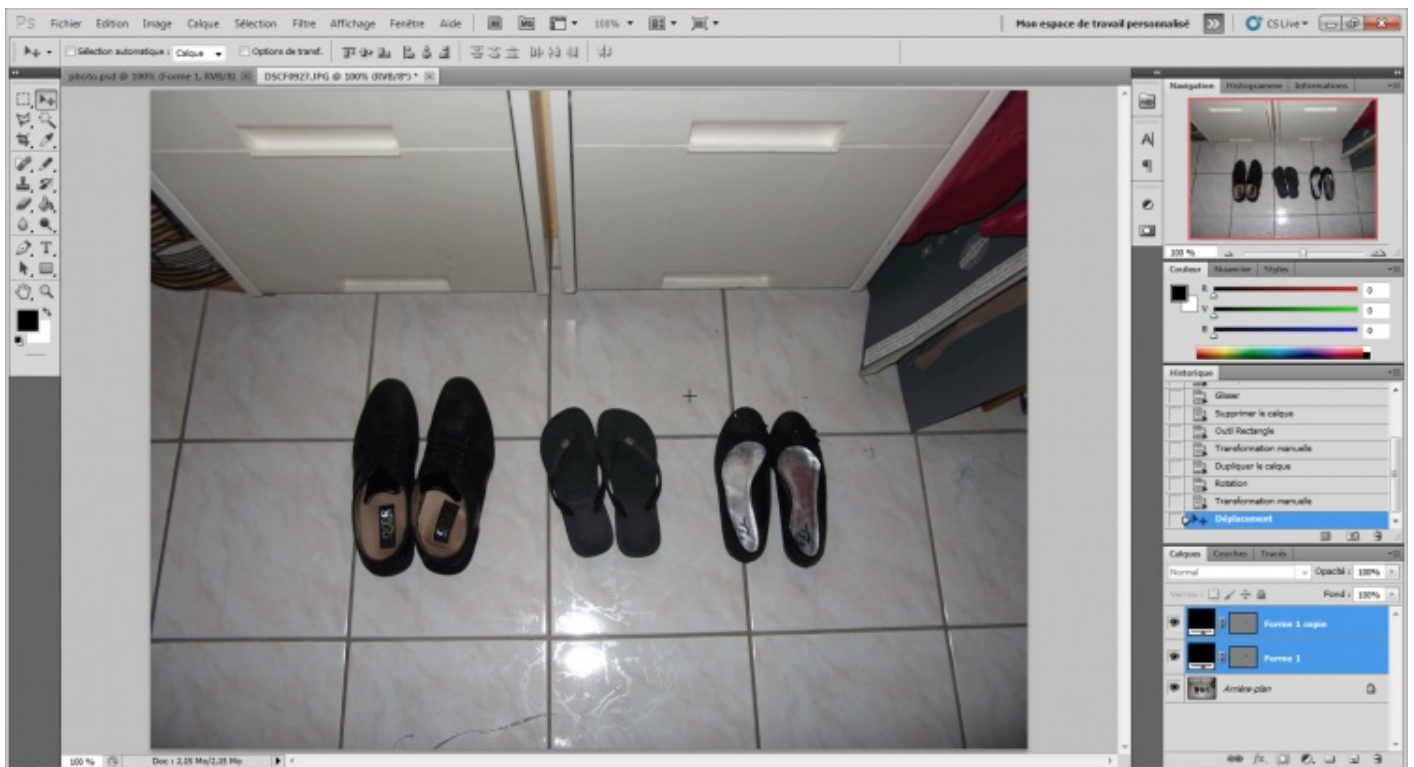 PS Fichier Edition Image Calque Sélection Filtre Affichage Fenêtre Aide 100% Mon espace de travail personnalisé CS Live
Sélection automatique : Calque Options de transf.
photo.psd @ 100% (Forme 1, RVB/8) DSCF0927.JPG @ 100% (RVB/8*) *
Navigation Histogramme Informations
100 %
Couleur Nuancier Styles
R 0
V 0
B 0
Historique
Glisser
Supprimer le calque
Outil Rectangle
Transformation manuelle
Dupliquer le calque
Rotation
Transformation manuelle
Déplacement
Calques Couches Tracés
Normal Opacité : 100%
Verrou : Fond : 100%
Forme 1 copie
Forme 1
Arrière-plan
100 % Doc : 2,25 Mo/2,25 Mo